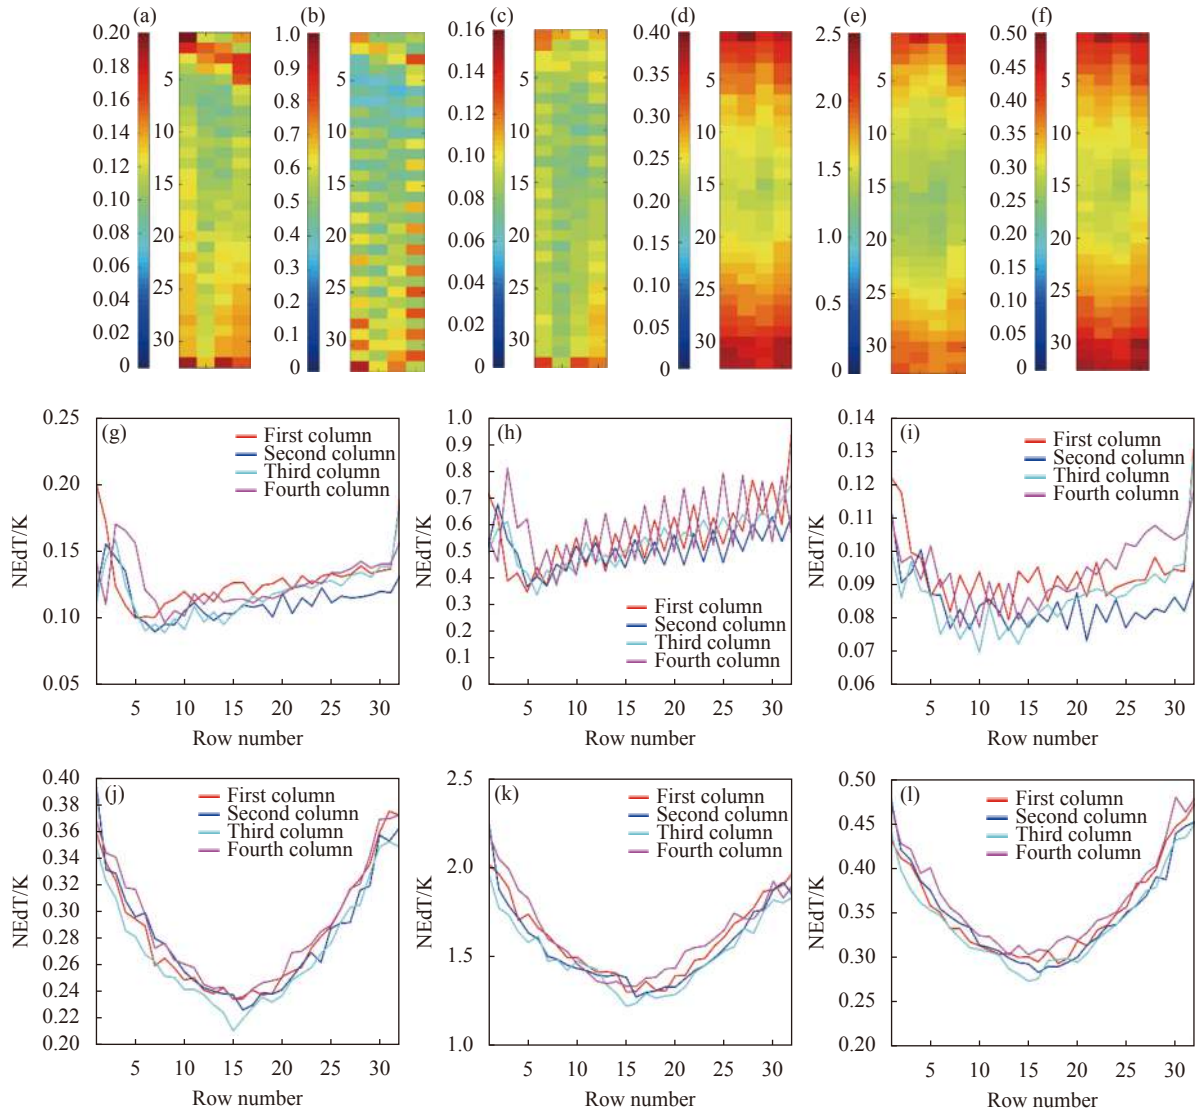 (a) (b) (c) (d) (e) (f)
0.20 0.18 0.16 0.14 0.12 0.10 0.08 0.06 0.04 0.02 0
5 10 15 20 25 30
1.0 0.9 0.8 0.7 0.6 0.5 0.4 0.3 0.2 0.1 0
5 10 15 20 25 30
0.16 0.14 0.12 0.10 0.08 0.06 0.04 0.02 0
5 10 15 20 25 30
0.40 0.35 0.30 0.25 0.20 0.15 0.10 0.05 0
5 10 15 20 25 30
2.5 2.0 1.5 1.0 0.5 0
5 10 15 20 25 30
0.50 0.45 0.40 0.35 0.30 0.25 0.20 0.15 0.10 0.05 0
5 10 15 20 25 30
(g)
First column
Second column
Third column
Fourth column
NEdT/K
0.25
0.20
0.15
0.10
0.05
5 10 15 20 25 30
Row number
(h)
First column
Second column
Third column
Fourth column
NEdT/K
1.0
0.9
0.8
0.7
0.6
0.5
0.4
0.3
0.2
0.1
0
5 10 15 20 25 30
Row number
(i)
First column
Second column
Third column
Fourth column
NEdT/K
0.14
0.13
0.12
0.11
0.10
0.09
0.08
0.07
0.06
5 10 15 20 25 30
Row number
(j)
First column
Second column
Third column
Fourth column
NEdT/K
0.40
0.38
0.36
0.34
0.32
0.30
0.28
0.26
0.24
0.22
0.20
5 10 15 20 25 30
Row number
(k)
First column
Second column
Third column
Fourth column
NEdT/K
2.5
2.0
1.5
1.0
5 10 15 20 25 30
Row number
(l)
First column
Second column
Third column
Fourth column
NEdT/K
0.50
0.45
0.40
0.35
0.30
0.25
0.20
5 10 15 20 25 30
Row number